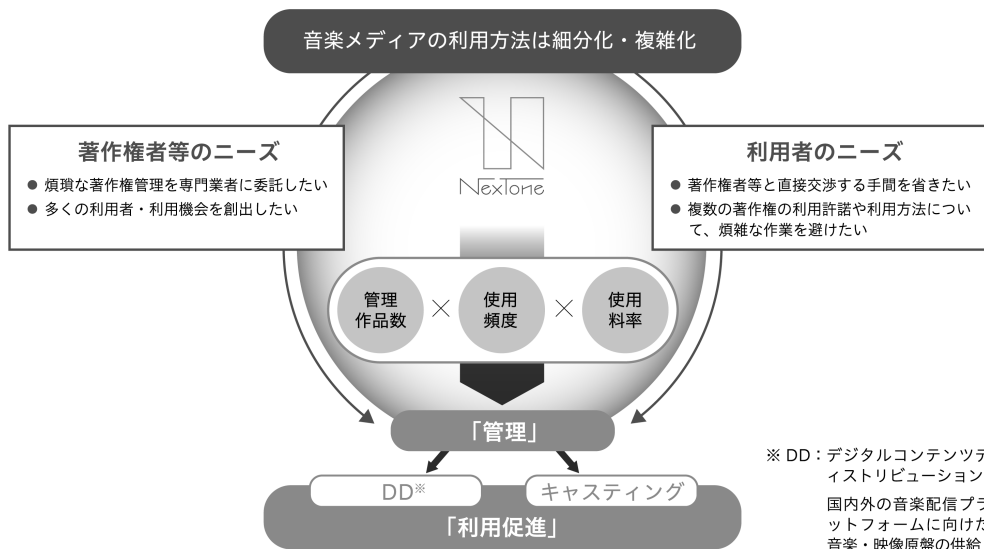 音楽メディアの利用方法は細分化・複雑化
NexTone
著作権者等のニーズ
● 煩瑣な著作権管理を専門業者に委託したい
● 多くの利用者・利用機会を創出したい
利用者のニーズ
● 著作権者等と直接交渉する手間を省きたい
● 複数の著作権の利用許諾や利用方法につい
て、煩雑な作業を避けたい
管理
作品数
×
使用
頻度
×
使用
料率
「管理」
DD※
キャスティング
「利用促進」
※ DD：デジタルコンテンツデ
ィストリビューション
国内外の音楽配信プラ
ットフォームに向けた
音楽・映像原盤の供給